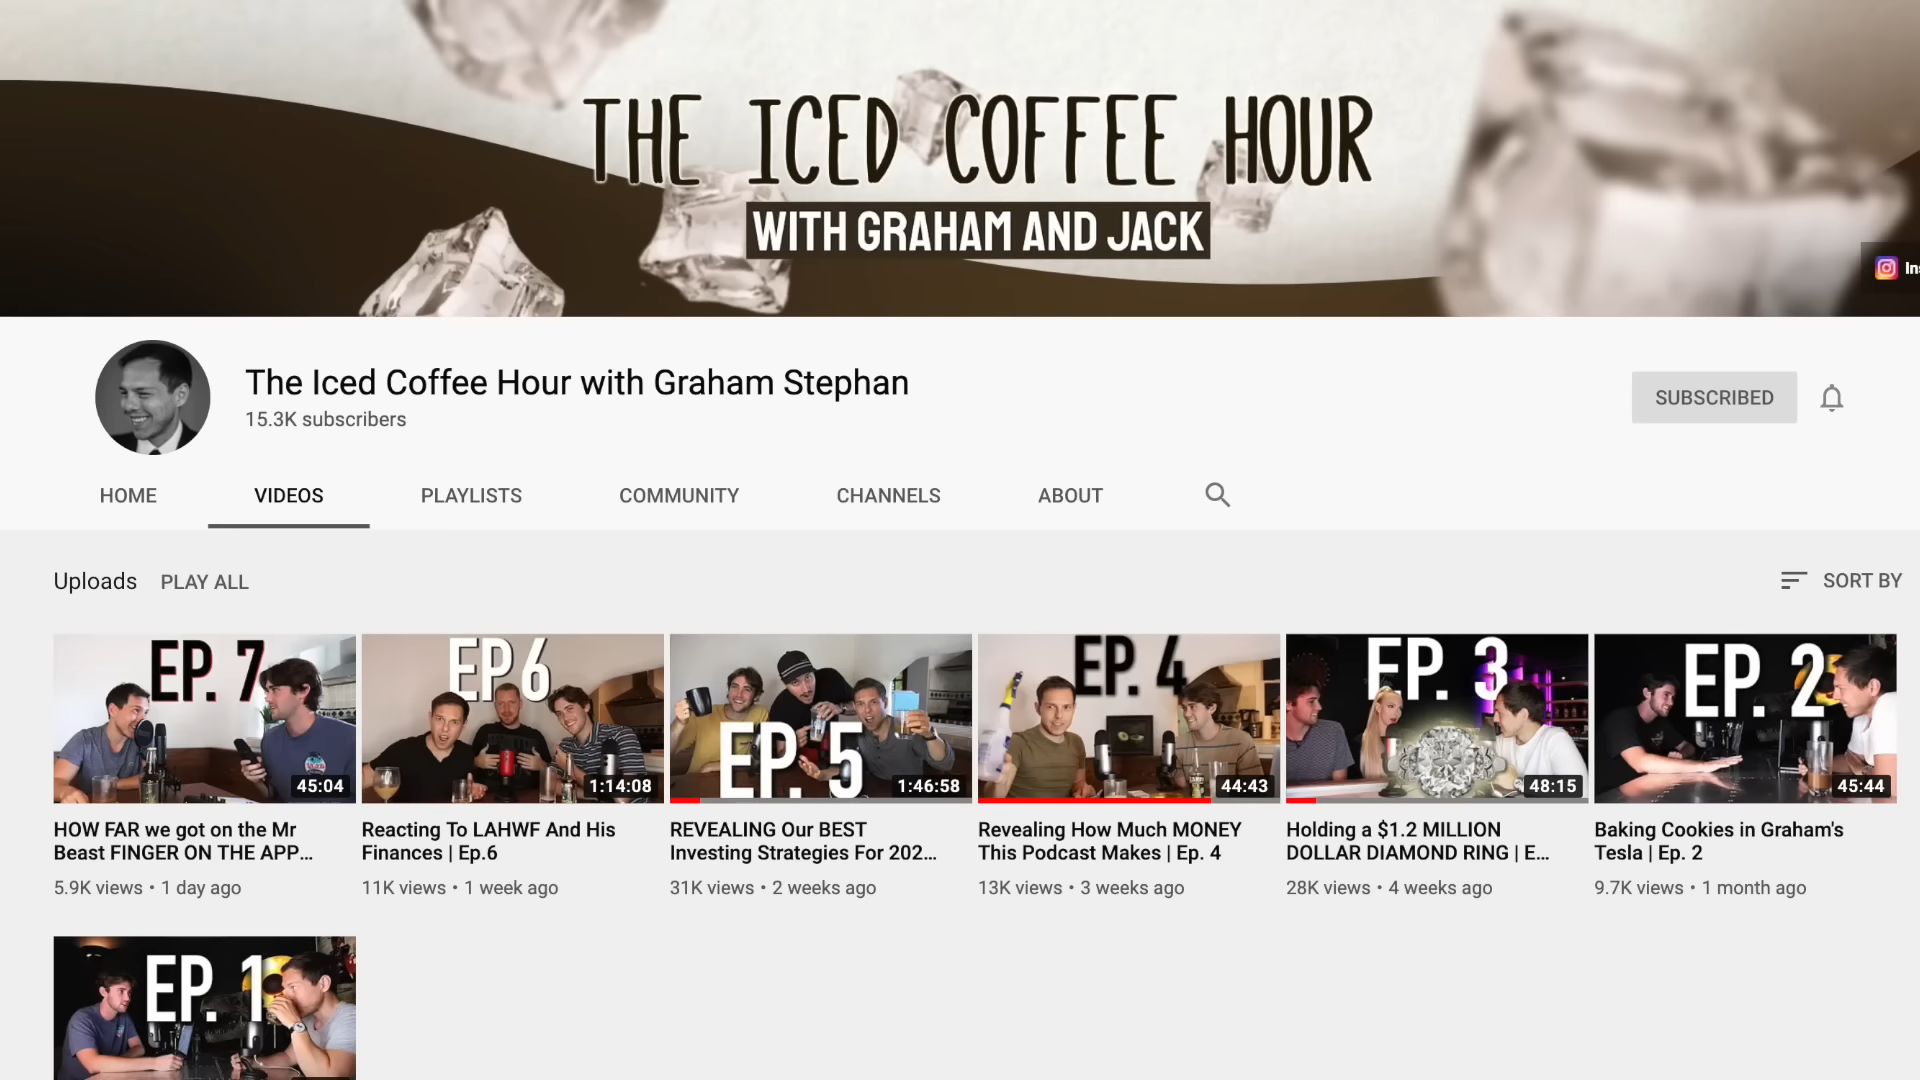 THE ICED COFFEE HOUR
WITH GRAHAM AND JACK
Ins
The Iced Coffee Hour with Graham Stephan
15.3K subscribers
SUBSCRIBED
HOME VIDEOS PLAYLISTS COMMUNITY CHANNELS ABOUT
Uploads PLAY ALL
SORT BY
EP. 7
45:04
HOW FAR we got on the Mr
Beast FINGER ON THE APP...
5.9K views • 1 day ago
EP.6
1:14:08
Reacting To LAHWF And His
Finances | Ep.6
11K views • 1 week ago
EP. 5
1:46:58
REVEALING Our BEST
Investing Strategies For 202...
31K views • 2 weeks ago
EP. 4
44:43
Revealing How Much MONEY
This Podcast Makes | Ep. 4
13K views • 3 weeks ago
EP. 3
48:15
Holding a $1.2 MILLION
DOLLAR DIAMOND RING | E...
28K views • 4 weeks ago
EP. 2
45:44
Baking Cookies in Graham's
Tesla | Ep. 2
9.7K views • 1 month ago
EP. 1